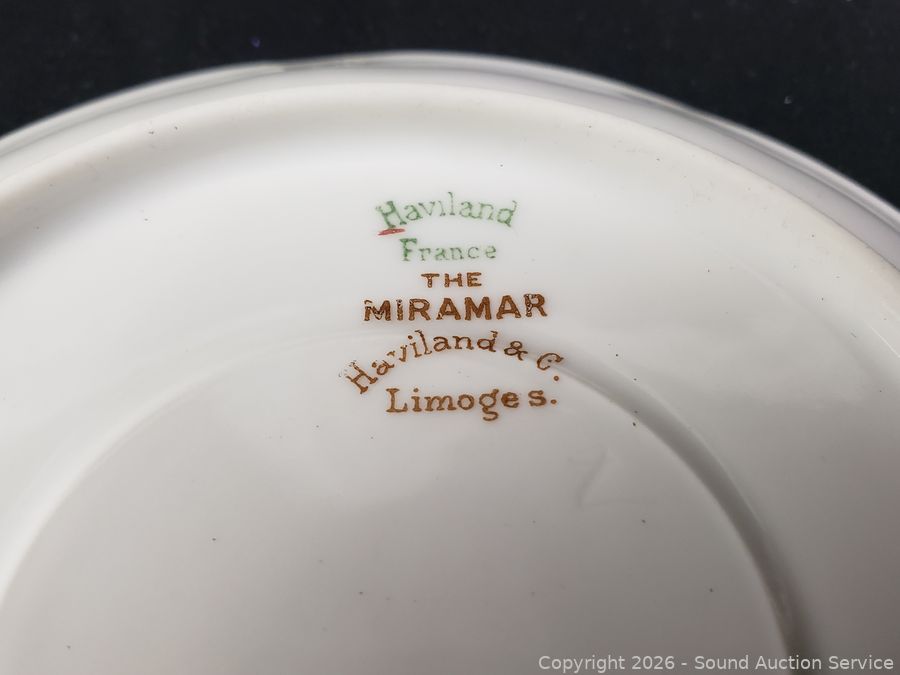 Haviland
France
THE
MIRAMAR
Haviland & C.
Limoges.
Copyright 2026 - Sound Auction Service